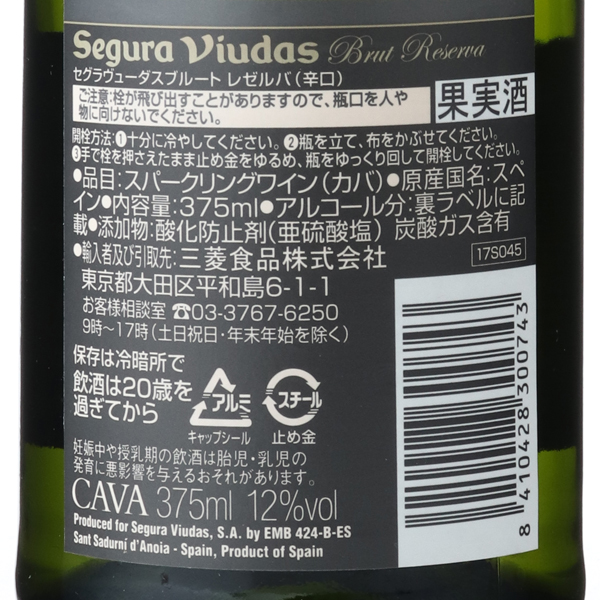 Segura Viudas Brut Reserva
セグラヴューダスブルート レゼルバ(辛口)
ご注意:栓が飛び出すことがありますので、瓶口を人や
物に向けないでください。
果実酒
開栓方法:①十分に冷やしてください。②瓶を立て、布をかぶせてください。
③手で栓を押さえたまま止め金をゆるめ、瓶をゆっくり回して開栓してください。
●品目:スパークリングワイン(カバ)●原産国名:スペ
イン●内容量:375ml●アルコール分:裏ラベルに記
載●添加物:酸化防止剤(亜硫酸塩) 炭酸ガス含有
●輸入者及び引取先:三菱食品株式会社
17S045
東京都大田区平和島6-1-1
お客様相談室 ☎03-3767-6250
9時~17時(土日祝日・年末年始を除く)
保存は冷暗所で
飲酒は20歳を
過ぎてから
アルミ
キャップシール
スチール
止め金
妊娠中や授乳期の飲酒は胎児・乳児の
発育に悪影響を与えるおそれがあります。
CAVA 375ml 12%vol
Produced for Segura Viudas, S.A. by EMB 424-B-ES
Sant Sadurní d'Anoia - Spain, Product of Spain
8 410428 300743